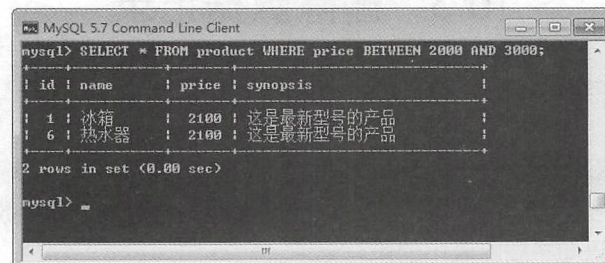 MySQL 5.7 Command Line Client
mysql> SELECT * FROM product WHERE price BETWEEN 2000 AND 3000;
+----+--------+-------+--------------------+
| id | name | price | synopsis |
+----+--------+-------+--------------------+
| 1 | 冰箱 | 2100 | 这是最新型号的产品 |
| 6 | 热水器 | 2100 | 这是最新型号的产品 |
+----+--------+-------+--------------------+
2 rows in set (0.00 sec)
mysql> _